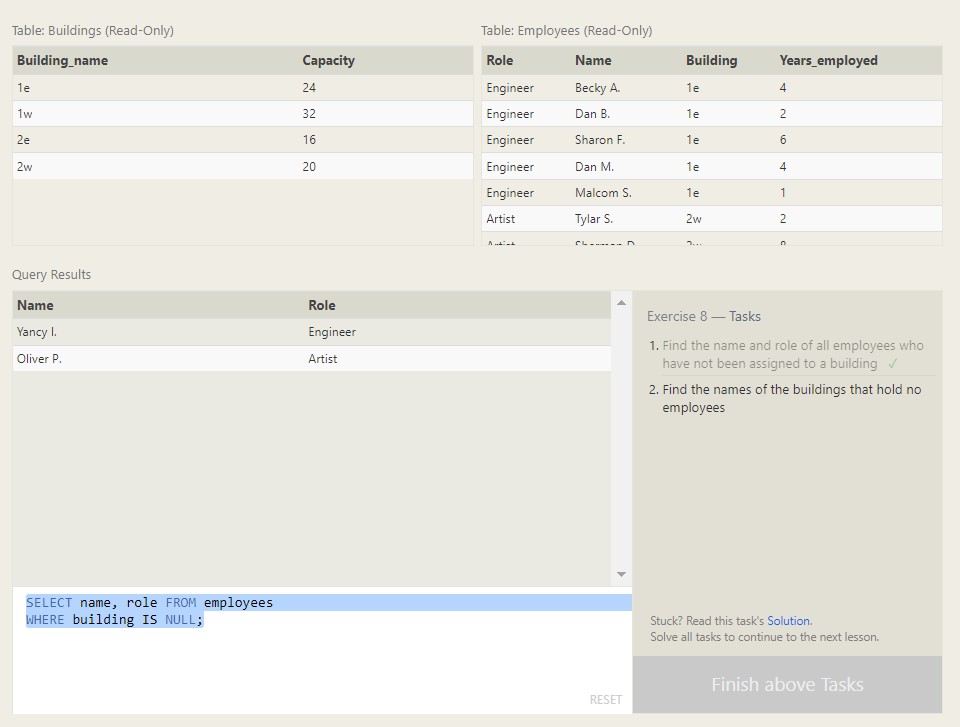 Table: Buildings (Read-Only)
Building_name Capacity
1e 24
1w 32
2e 16
2w 20
Table: Employees (Read-Only)
Role Name Building Years_employed
Engineer Becky A. 1e 4
Engineer Dan B. 1e 2
Engineer Sharon F. 1e 6
Engineer Dan M. 1e 4
Engineer Malcom S. 1e 1
Artist Tylar S. 2w 2
Artist Sherman D. 2w 8
Query Results
Name Role
Yancy I. Engineer
Oliver P. Artist
SELECT name, role FROM employees
WHERE building IS NULL;
RESET
Exercise 8 — Tasks
1. Find the name and role of all employees who
have not been assigned to a building ✓
2. Find the names of the buildings that hold no
employees
Stuck? Read this task's Solution.
Solve all tasks to continue to the next lesson.
Finish above Tasks